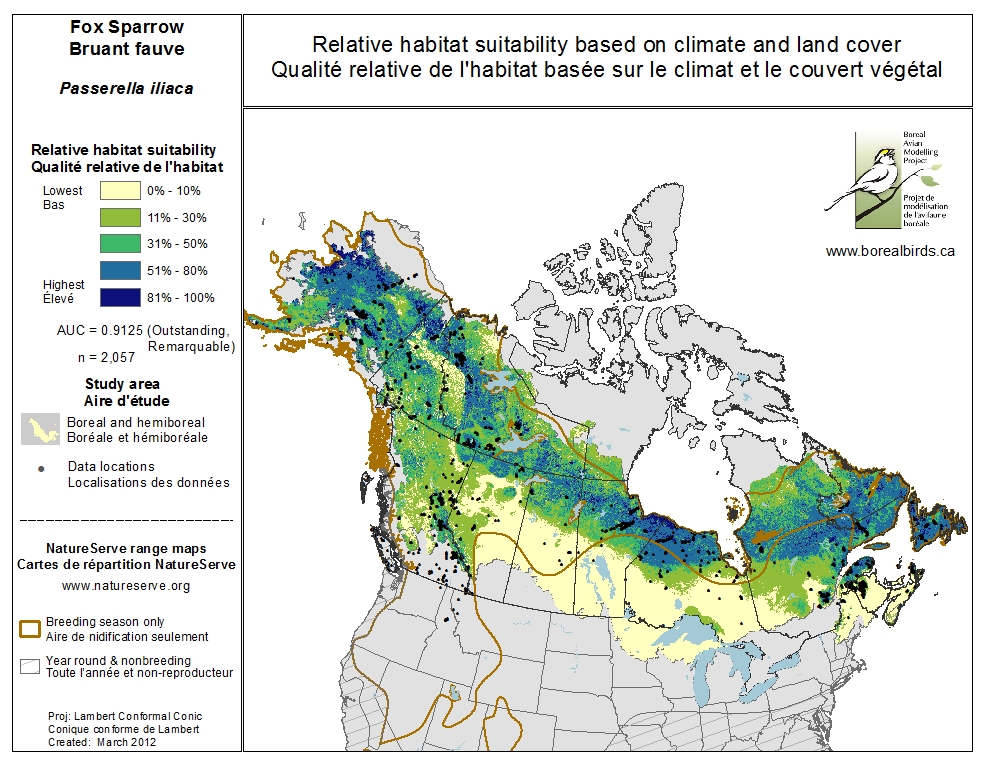 Fox Sparrow
Bruant fauve
Passerella iliaca
Relative habitat suitability based on climate and land cover
Qualité relative de l'habitat basée sur le climat et le couvert végétal
Relative habitat suitability
Qualité relative de l'habitat
Lowest
Bas
0% - 10%
11% - 30%
31% - 50%
51% - 80%
Highest
Élevé
81% - 100%
AUC = 0.9125 (Outstanding,
Remarquable)
n = 2,057
Study area
Aire d'étude
Boreal and hemiboreal
Boréale et hémiboréale
Data locations
Localisations des données
NatureServe range maps
Cartes de répartition NatureServe
www.natureserve.org
Breeding season only
Aire de nidification seulement
Year round & nonbreeding
Toute l'année et non-reproducteur
Proj: Lambert Conformal Conic
Conique conforme de Lambert
Created: March 2012
Boreal
Avian
Modelling
Project
Projet de
modélisation
de l'avifaune
boréale
www.borealbirds.ca